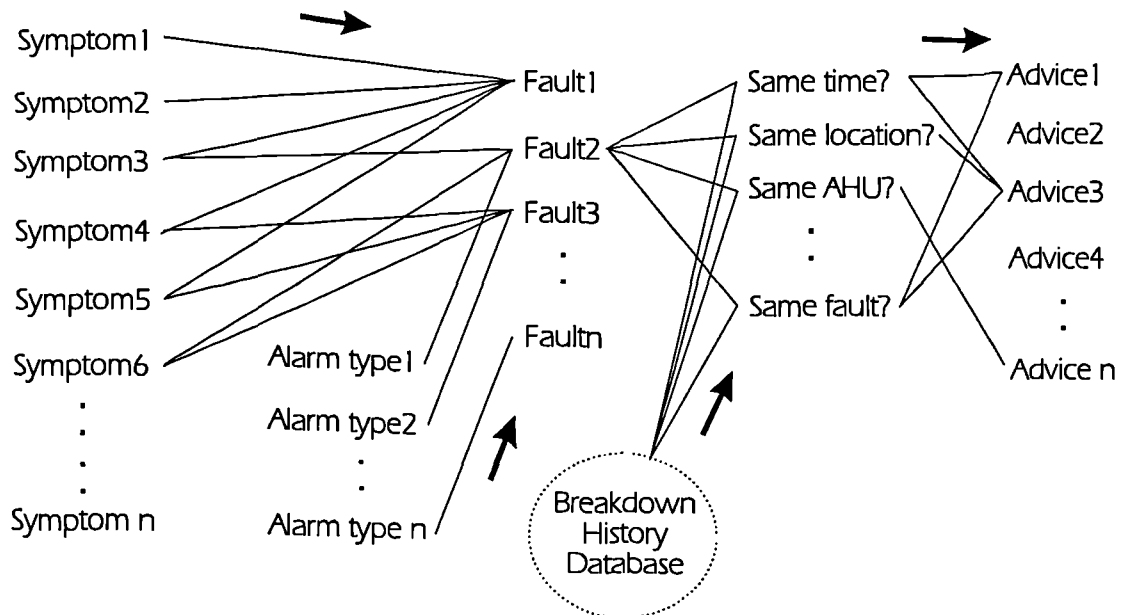 Symptom1
Symptom2
Symptom3
Symptom4
Symptom5
Symptom6
Symptom n
Alarm type1
Alarm type2
Alarm type n
Fault1
Fault2
Fault3
Faultn
Breakdown
History
Database
Same time?
Same location?
Same AHU?
Same fault?
Advice1
Advice2
Advice3
Advice4
Advice n